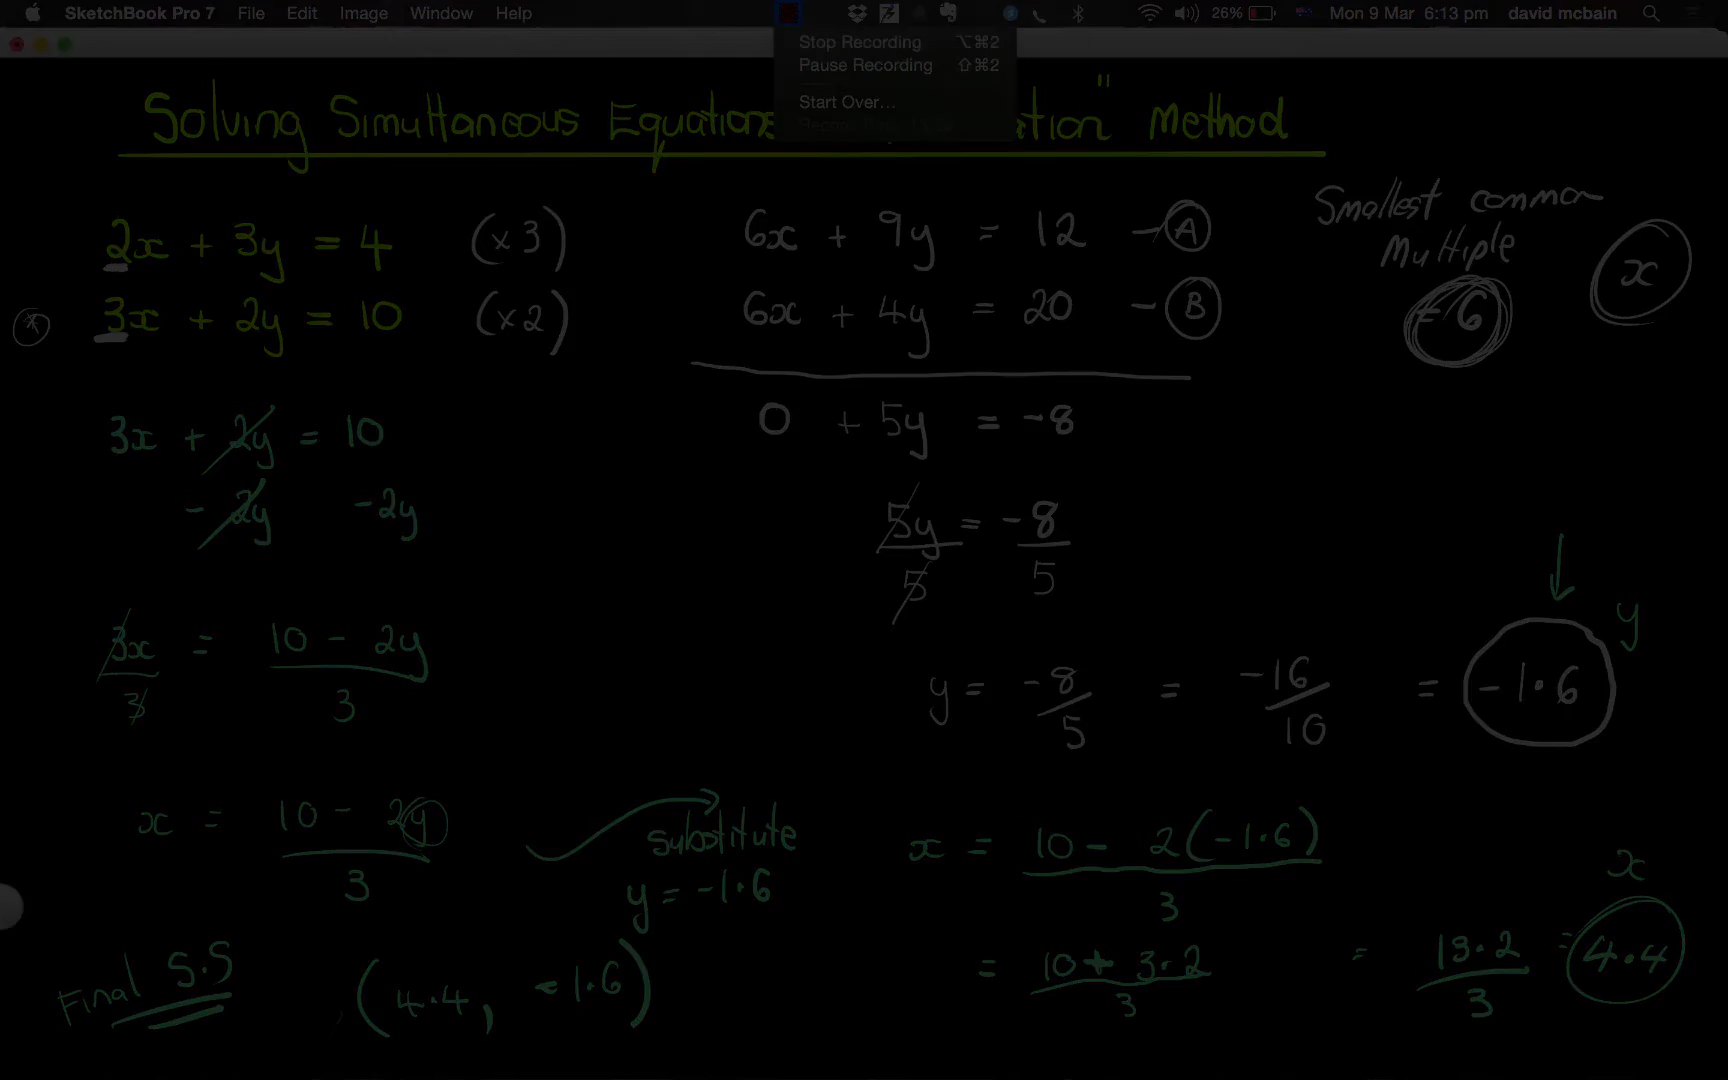 SketchBook Pro 7 File Edit Image Window Help 26% Mon 9 Mar 6:13 pm david mcbain
Stop Recording ⌥⌘2
Pause Recording ⇧⌘2
Start Over...
Solving Simultaneous Equations tion" Method
2x + 3y = 4 (x3)
* 3x + 2y = 10 (x2)
6x + 9y = 12 - A
6x + 4y = 20 - B
0 + 5y = -8
5y/5 = -8/5
y = -8/5 = -16/10 = -1.6 y
Smallest common
Multiple
= 6
x
3x + 2y = 10
- 2y -2y
3x/3 = 10 - 2y/3
x = 10 - 2y/3
substitute
y = -1.6
x = 10 - 2(-1.6)/3
= 10 + 3.2/3 = 13.2/3 = 4.4
x
Final S.S (4.4, -1.6)